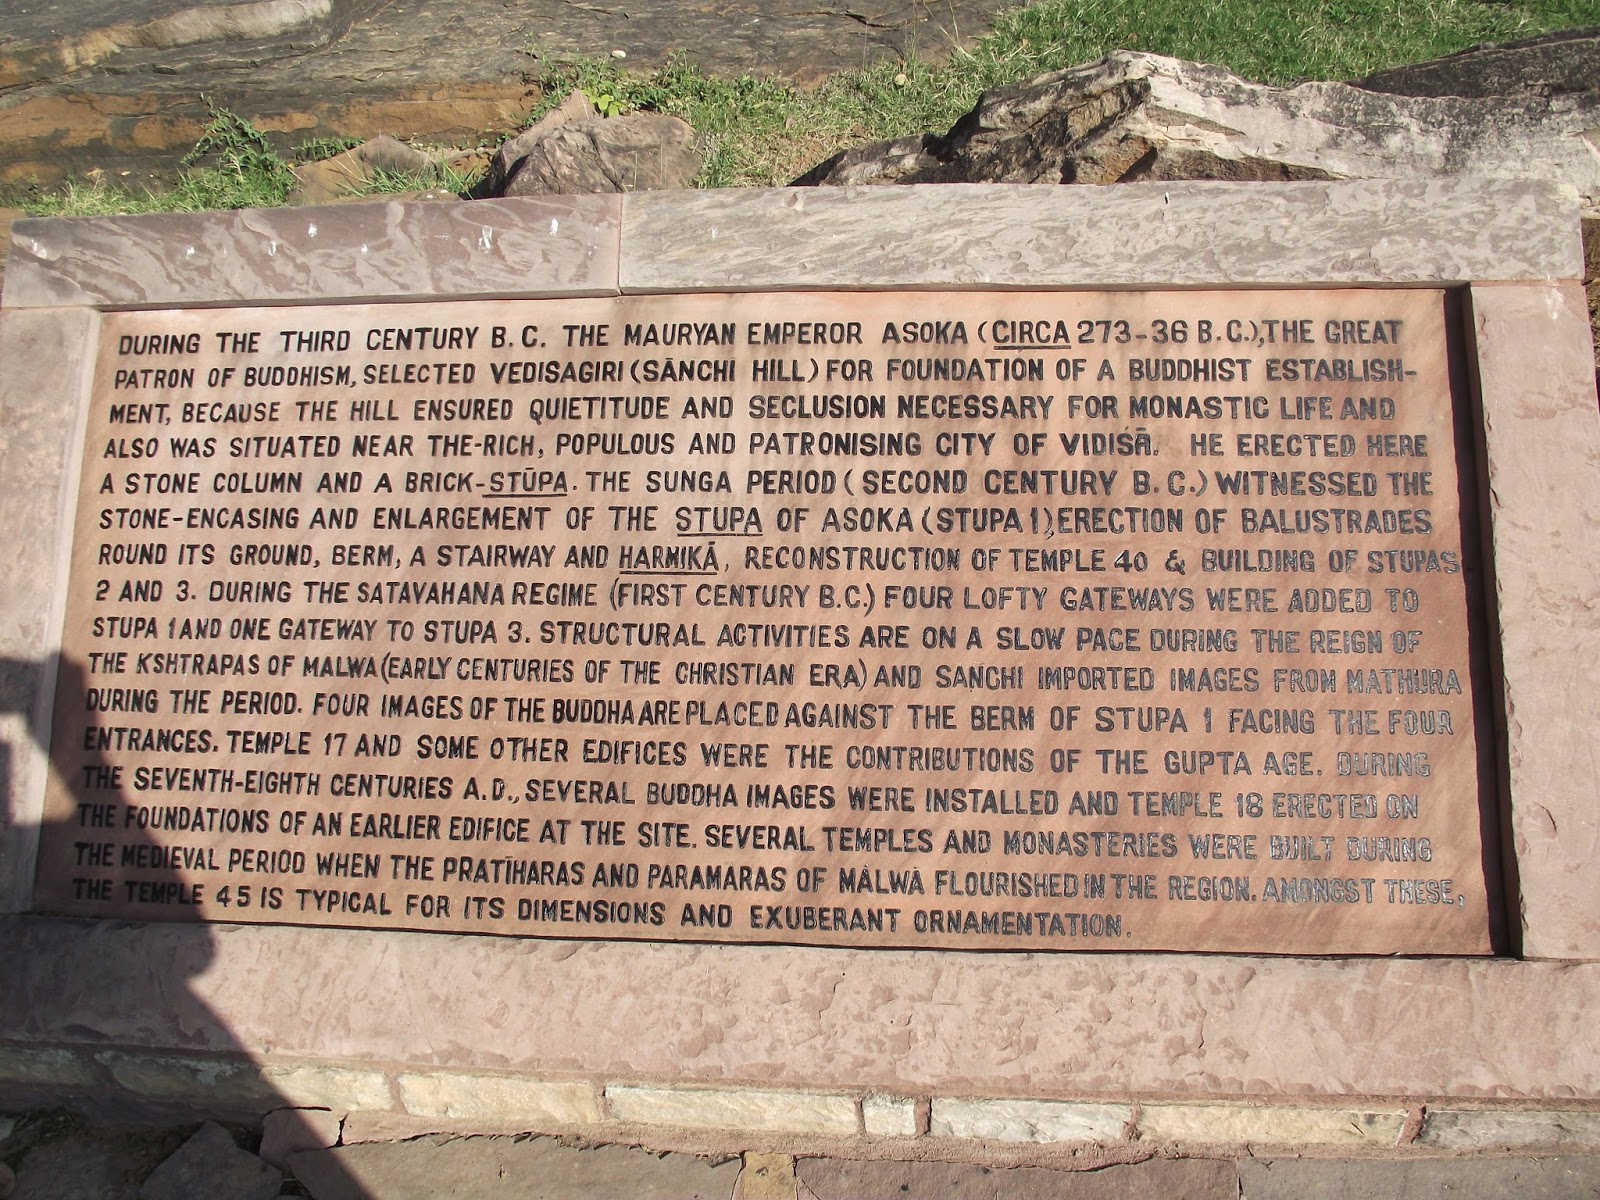 DURING THE THIRD CENTURY B.C. THE MAURYAN EMPEROR ASOKA (CIRCA 273-36 B.C.), THE GREAT
PATRON OF BUDDHISM, SELECTED VEDISAGIRI (SĀNCHI HILL) FOR FOUNDATION OF A BUDDHIST ESTABLISH-
MENT, BECAUSE THE HILL ENSURED QUIETITUDE AND SECLUSION NECESSARY FOR MONASTIC LIFE AND
ALSO WAS SITUATED NEAR THE-RICH, POPULOUS AND PATRONISING CITY OF VIDIŚĀ. HE ERECTED HERE
A STONE COLUMN AND A BRICK-STŪPA. THE SUNGA PERIOD (SECOND CENTURY B.C.) WITNESSED THE
STONE-ENCASING AND ENLARGEMENT OF THE STUPA OF ASOKA (STUPA 1), ERECTION OF BALUSTRADES
ROUND ITS GROUND, BERM, A STAIRWAY AND HARMIKĀ, RECONSTRUCTION OF TEMPLE 40 & BUILDING OF STUPAS
2 AND 3. DURING THE SATAVAHANA REGIME (FIRST CENTURY B.C.) FOUR LOFTY GATEWAYS WERE ADDED TO
STUPA 1 AND ONE GATEWAY TO STUPA 3. STRUCTURAL ACTIVITIES ARE ON A SLOW PACE DURING THE REIGN OF
THE KSHTRAPAS OF MALWA (EARLY CENTURIES OF THE CHRISTIAN ERA) AND SANCHI IMPORTED IMAGES FROM MATHURA
DURING THE PERIOD. FOUR IMAGES OF THE BUDDHA ARE PLACED AGAINST THE BERM OF STUPA 1 FACING THE FOUR
ENTRANCES. TEMPLE 17 AND SOME OTHER EDIFICES WERE THE CONTRIBUTIONS OF THE GUPTA AGE. DURING
THE SEVENTH-EIGHTH CENTURIES A.D., SEVERAL BUDDHA IMAGES WERE INSTALLED AND TEMPLE 18 ERECTED ON
THE FOUNDATIONS OF AN EARLIER EDIFICE AT THE SITE. SEVERAL TEMPLES AND MONASTERIES WERE BUILT DURING
THE MEDIEVAL PERIOD WHEN THE PRATĪHARAS AND PARAMARAS OF MĀLWĀ FLOURISHED IN THE REGION. AMONGST THESE,
THE TEMPLE 45 IS TYPICAL FOR ITS DIMENSIONS AND EXUBERANT ORNAMENTATION.